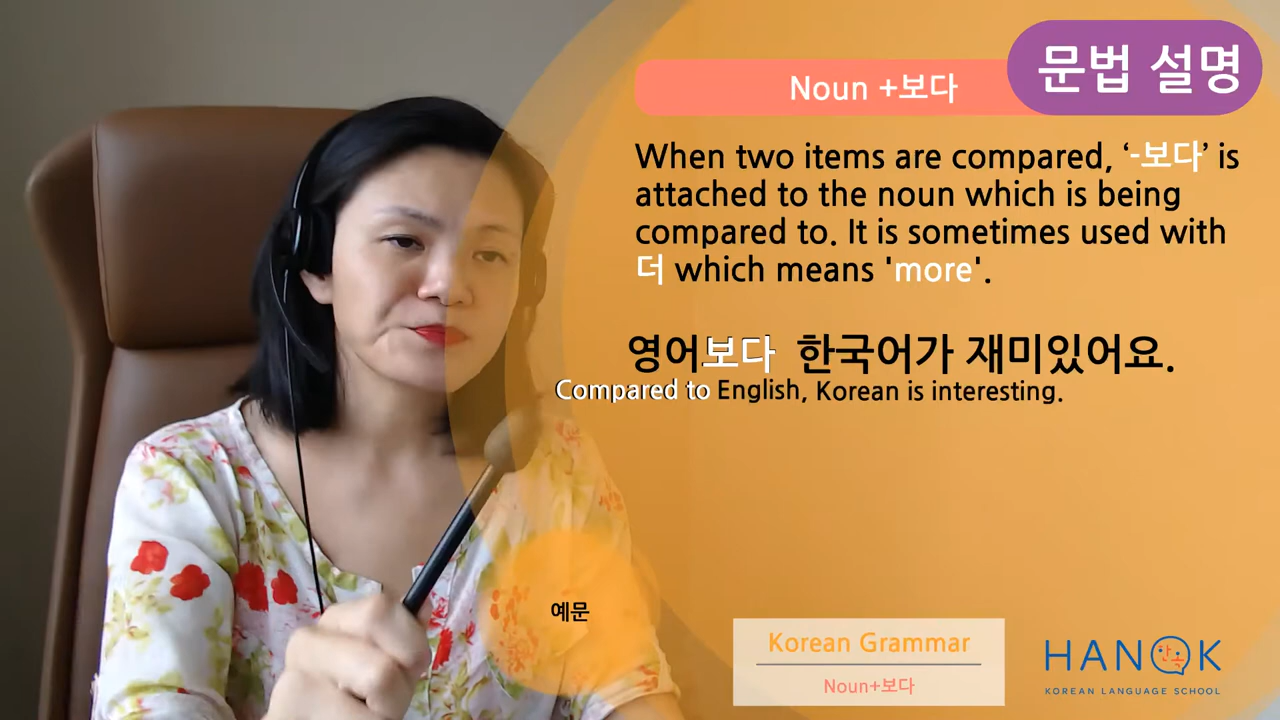 문법 설명
Noun +보다
When two items are compared, ‘-보다’ is
attached to the noun which is being
compared to. It is sometimes used with
더 which means 'more'.
영어보다 한국어가 재미있어요.
Compared to English, Korean is interesting.
예문
Korean Grammar
Noun+보다
HANOK
KOREAN LANGUAGE SCHOOL